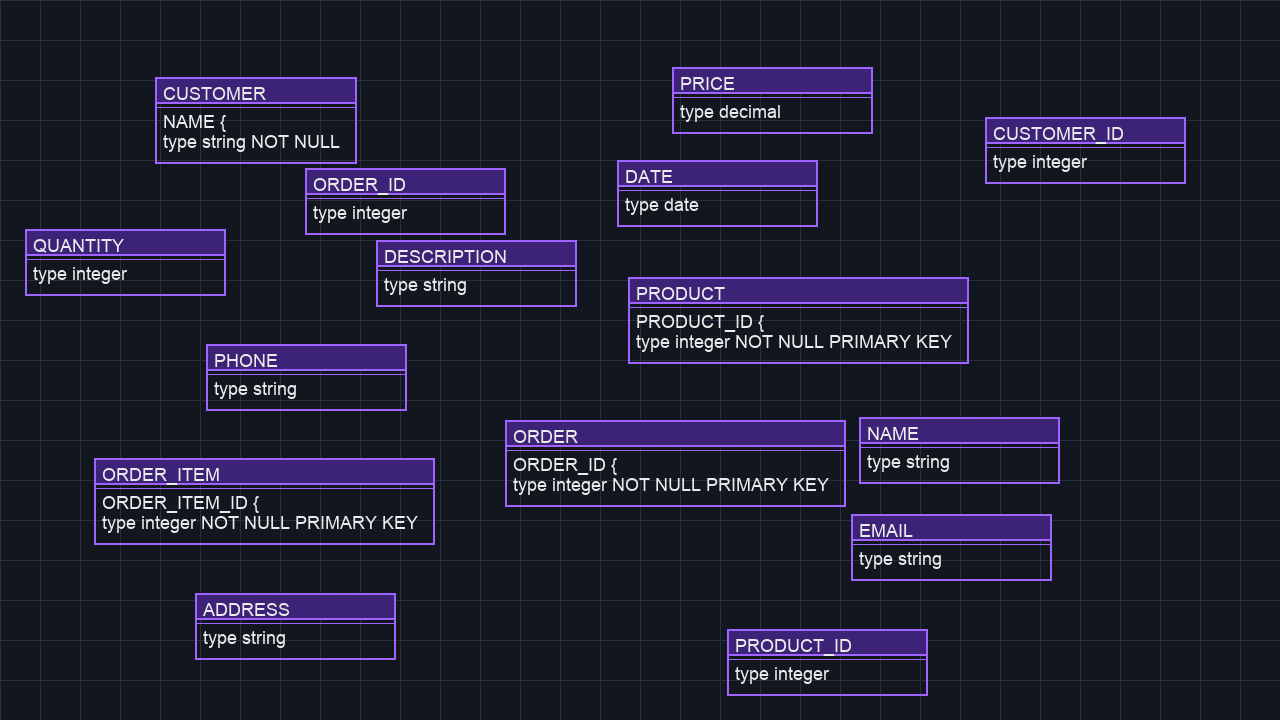 CUSTOMER
NAME {
type string NOT NULL
PRICE
type decimal
CUSTOMER_ID
type integer
ORDER_ID
type integer
DATE
type date
QUANTITY
type integer
DESCRIPTION
type string
PRODUCT
PRODUCT_ID {
type integer NOT NULL PRIMARY KEY
PHONE
type string
ORDER
ORDER_ID {
type integer NOT NULL PRIMARY KEY
NAME
type string
ORDER_ITEM
ORDER_ITEM_ID {
type integer NOT NULL PRIMARY KEY
EMAIL
type string
ADDRESS
type string
PRODUCT_ID
type integer